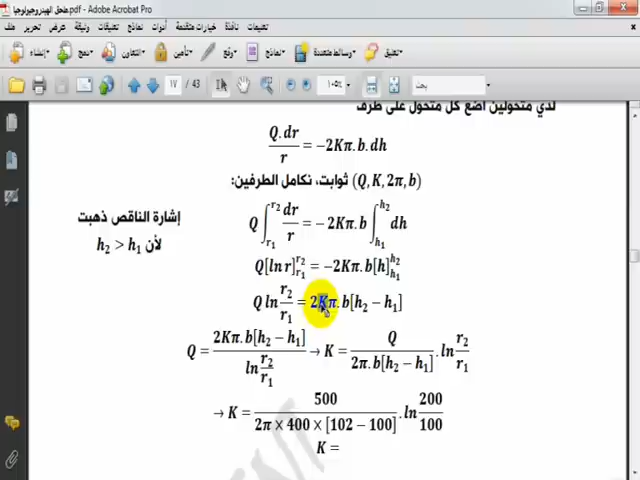 ملحق الهيدروجيولوجيا.pdf - Adobe Acrobat Pro
ملف تحرير عرض وثيقة تعليقات نماذج أدوات خيارات متقدمة نافذة تعليمات
إنشاء دمج التعاون تأمين توقيع نماذج وسائط متعددة تعليق
١٧ / 43 ١٠٥% بحث
لدي متحولين أضع كل متحول على طرف
Q.dr/r = −2Kπ.b.dh
(Q,K,2π,b) ثوابت، نكامل الطرفين:
إشارة الناقص ذهبت
Q∫_{r₁}^{r₂} dr/r = −2Kπ.b∫_{h₁}^{h₂} dh
لأن h₂ > h₁
Q[ln r]_{r₁}^{r₂} = −2Kπ.b[h]_{h₁}^{h₂}
Q ln r₂/r₁ = 2Kπ.b[h₂ − h₁]
Q = 2Kπ.b[h₂ − h₁] / ln r₂/r₁ → K = Q / 2π.b[h₂ − h₁] . ln r₂/r₁
→ K = 500 / 2π × 400 × [102 − 100] . ln 200/100
K =